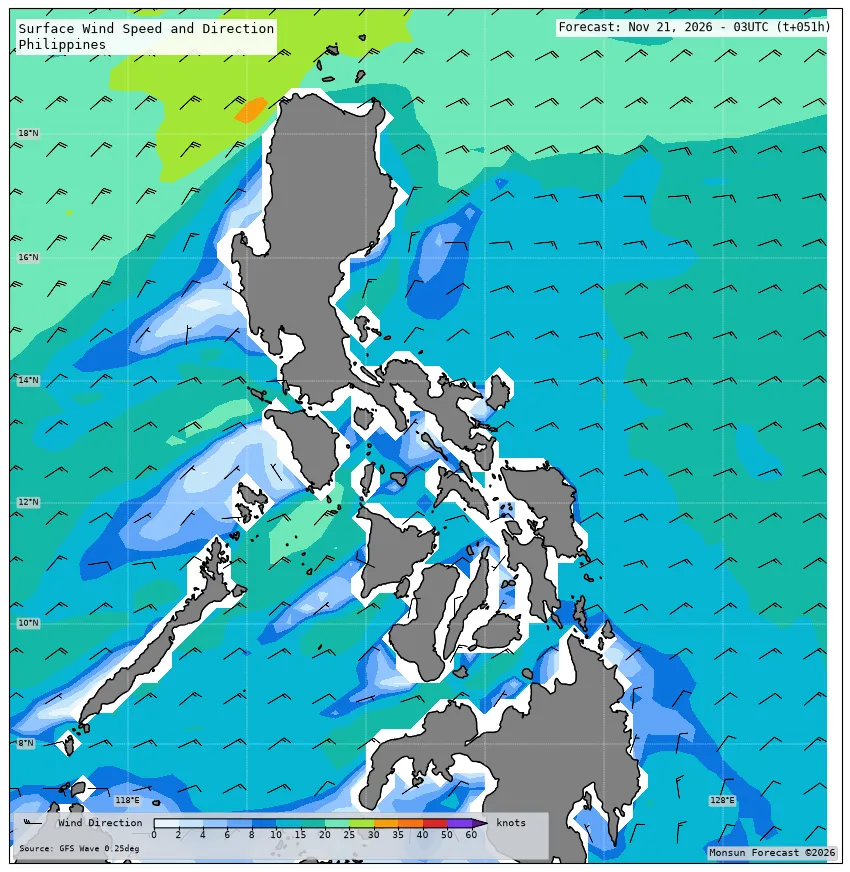 Surface Wind Speed and Direction
Philippines
Forecast: Nov 21, 2026 - 03UTC (t+051h)
18°N
16°N
14°N
12°N
10°N
8°N
118°E
128°E
Wind Direction
0 2 4 6 8 10 15 20 25 30 35 40 50 60
knots
Source: GFS Wave 0.25deg
Monsun Forecast ©2026